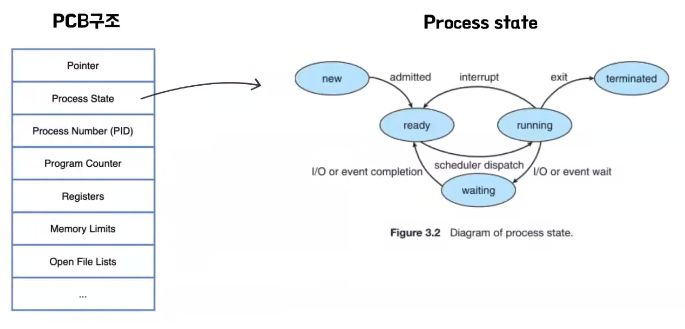 PCB구조
Pointer
Process State
Process Number (PID)
Program Counter
Registers
Memory Limits
Open File Lists
...
Process state
new
admitted
interrupt
exit
terminated
ready
running
scheduler dispatch
I/O or event completion
I/O or event wait
waiting
Figure 3.2 Diagram of process state.